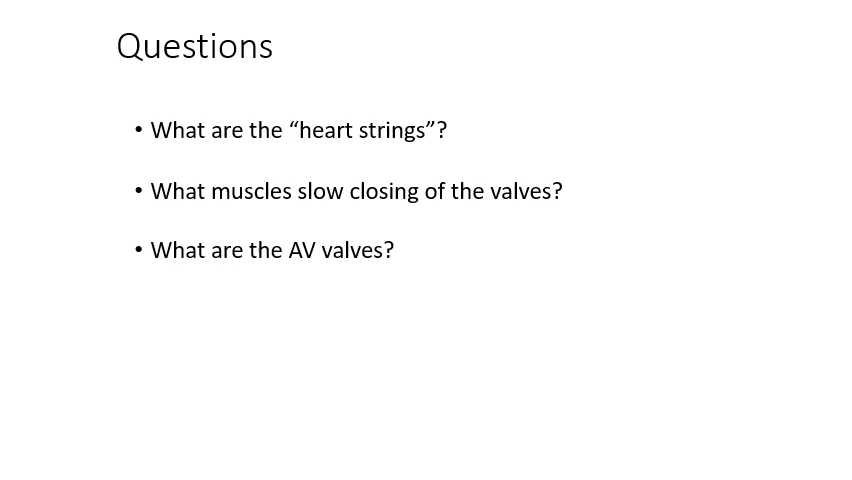 Questions
• What are the “heart strings”?
• What muscles slow closing of the valves?
• What are the AV valves?